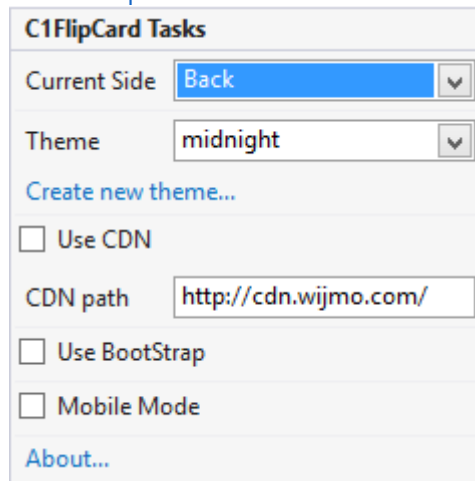 C1FlipCard Tasks
Current Side Back
Theme midnight
Create new theme...
Use CDN
CDN path http://cdn.wijmo.com/
Use BootStrap
Mobile Mode
About...